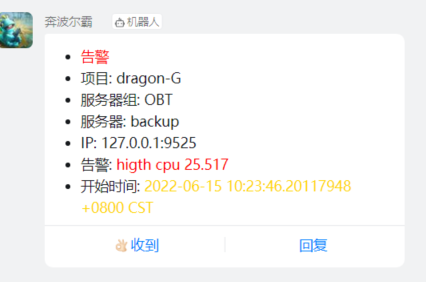 奔波尔霸 机器人
告警
项目: dragon-G
服务器组: OBT
服务器: backup
IP: 127.0.0.1:9525
告警: higth cpu 25.517
开始时间: 2022-06-15 10:23:46.20117948
+0800 CST
收到 回复